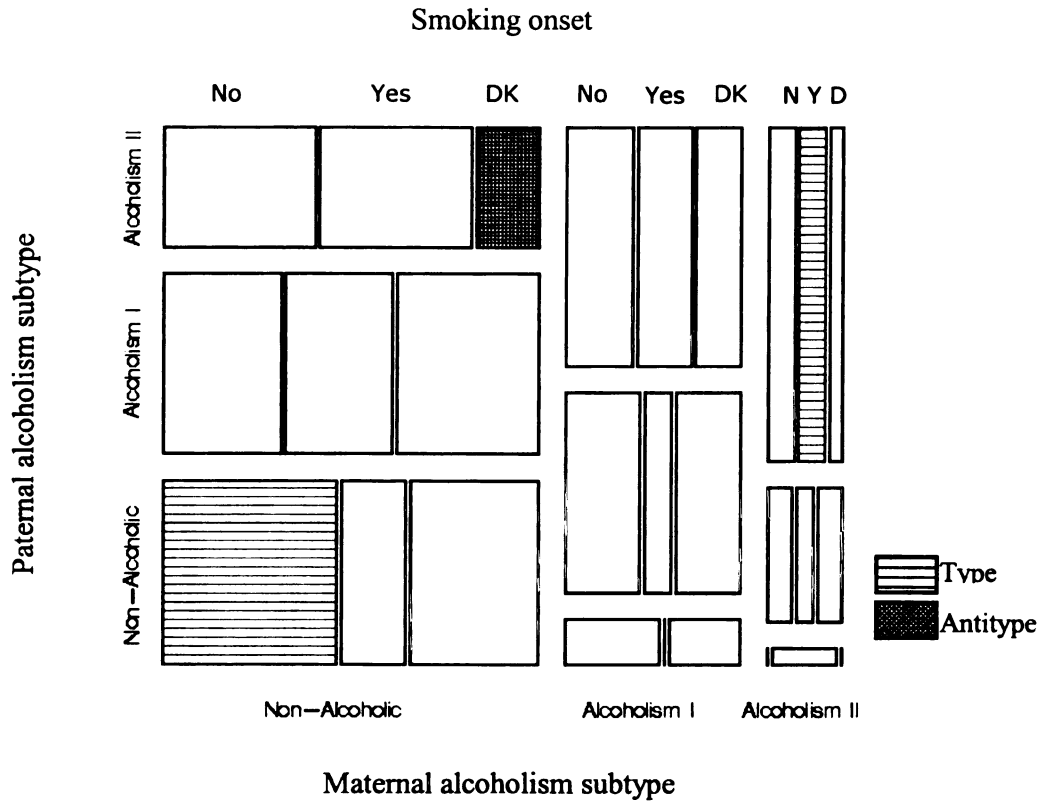 Smoking onset
No Yes DK No Yes DK N Y D
Paternal alcoholism subtype
Alcoholism II
Alcoholism I
Non-Alcoholic
Type
Antitype
Non-Alcoholic Alcoholism I Alcoholism II
Maternal alcoholism subtype